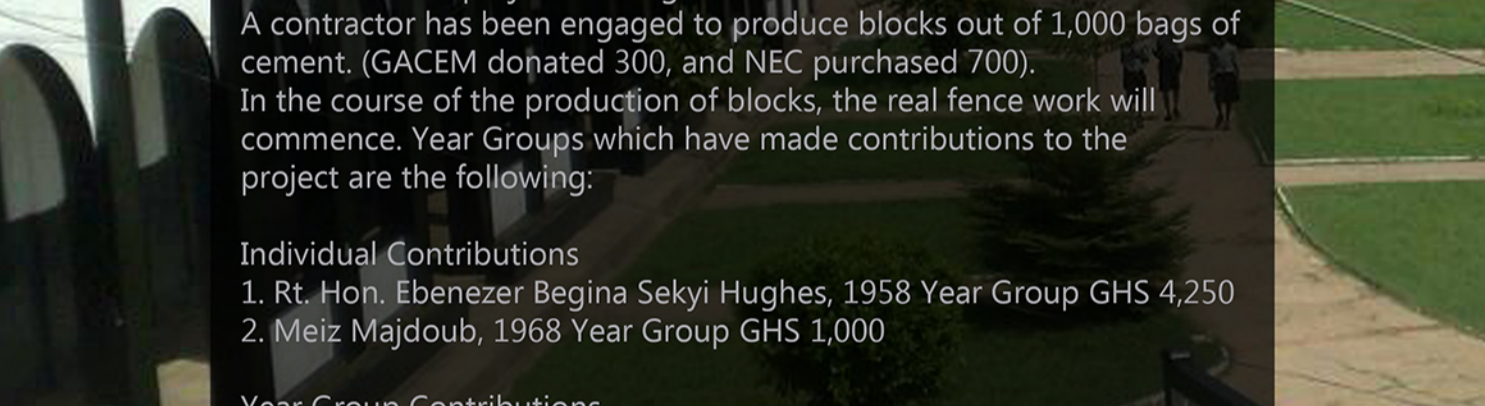 A contractor has been engaged to produce blocks out of 1,000 bags of
cement. (GACEM donated 300, and NEC purchased 700).
In the course of the production of blocks, the real fence work will
commence. Year Groups which have made contributions to the
project are the following:
Individual Contributions
1. Rt. Hon. Ebenezer Begina Sekyi Hughes, 1958 Year Group GHS 4,250
2. Meiz Majdoub, 1968 Year Group GHS 1,000
Year Group Contributions